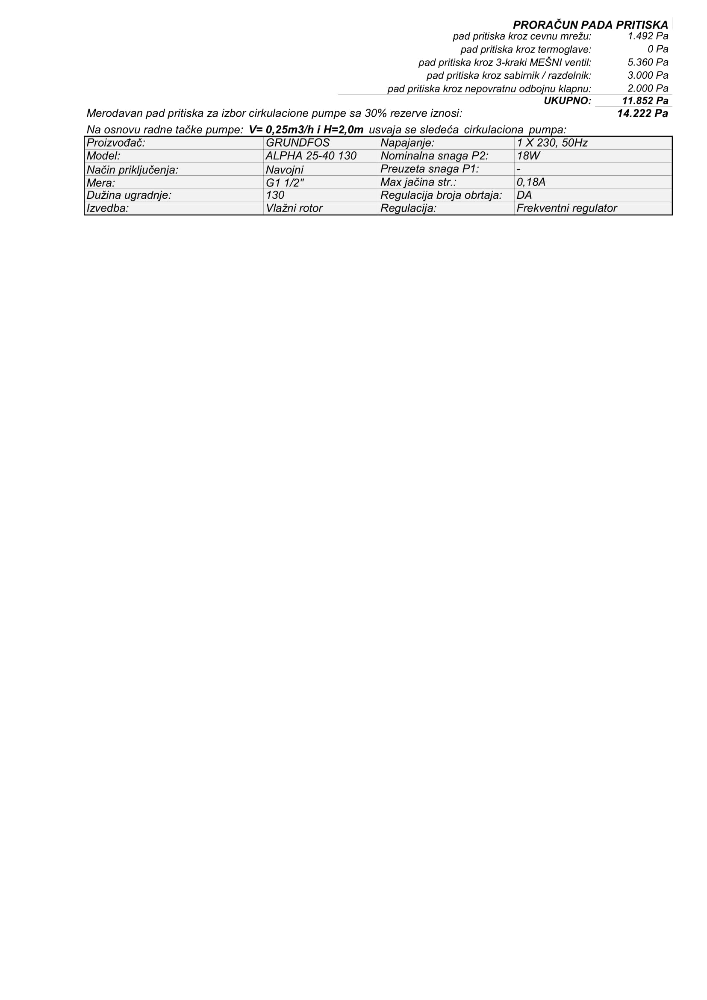 PRORAČUN PADA PRITISKA
pad pritiska kroz cevnu mrežu: 1.492 Pa
pad pritiska kroz termoglave: 0 Pa
pad pritiska kroz 3-kraki MEŠNI ventil: 5.360 Pa
pad pritiska kroz sabirnik / razdelnik: 3.000 Pa
pad pritiska kroz nepovratnu odbojnu klapnu: 2.000 Pa
UKUPNO: 11.852 Pa
Merodavan pad pritiska za izbor cirkulacione pumpe sa 30% rezerve iznosi: 14.222 Pa
Na osnovu radne tačke pumpe: V= 0,25m3/h i H=2,0m usvaja se sledeća cirkulaciona pumpa:
Proizvođač: GRUNDFOS Napajanje: 1 X 230, 50Hz
Model: ALPHA 25-40 130 Nominalna snaga P2: 18W
Način priključenja: Navojni Preuzeta snaga P1: -
Mera: G1 1/2" Max jačina str.: 0,18A
Dužina ugradnje: 130 Regulacija broja obrtaja: DA
Izvedba: Vlažni rotor Regulacija: Frekventni regulator